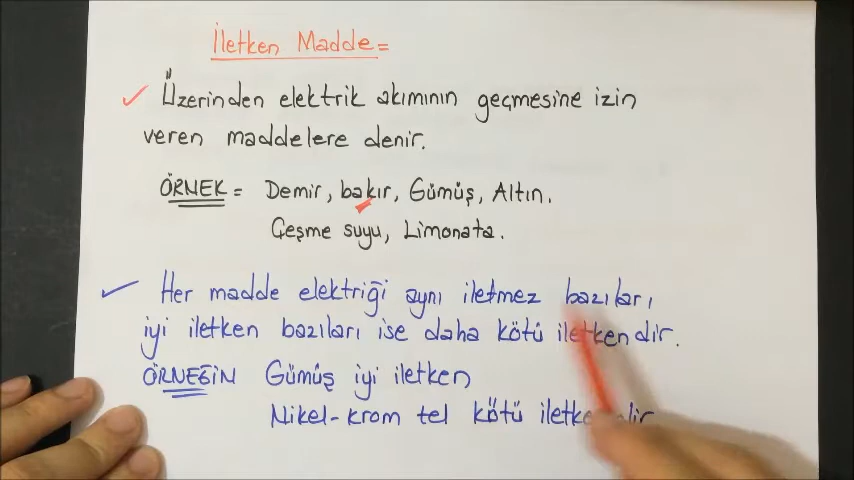 İletken Madde=
Üzerinden elektrik akımının geçmesine izin
veren maddelere denir.
ÖRNEK = Demir, bakır, Gümüş, Altın.
Çeşme suyu, Limonata.
Her madde elektriği aynı iletmez bazıları
iyi iletken bazıları ise daha kötü iletkendir.
ÖRNEĞİN Gümüş iyi iletken
Nikel-krom tel kötü